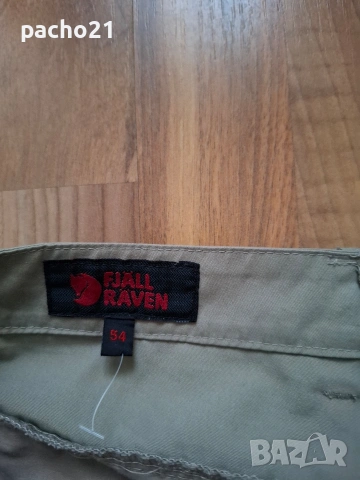 pacho21
FJÄLL
RÄVEN
54
BAZAR